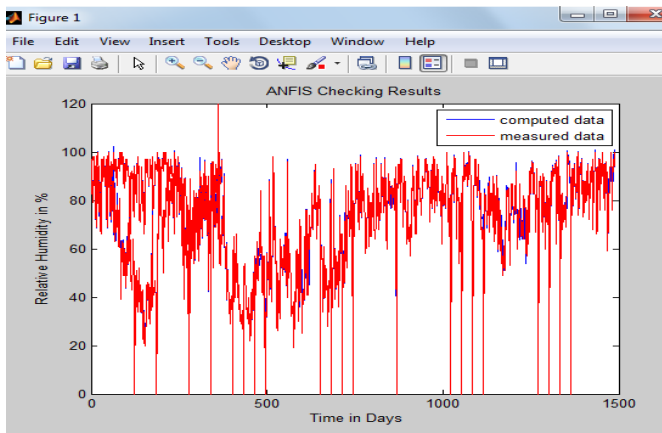 Figure 1
File Edit View Insert Tools Desktop Window Help
ANFIS Checking Results
computed data
measured data
Relative Humidity in %
120
100
80
60
40
20
0
0 500 1000 1500
Time in Days